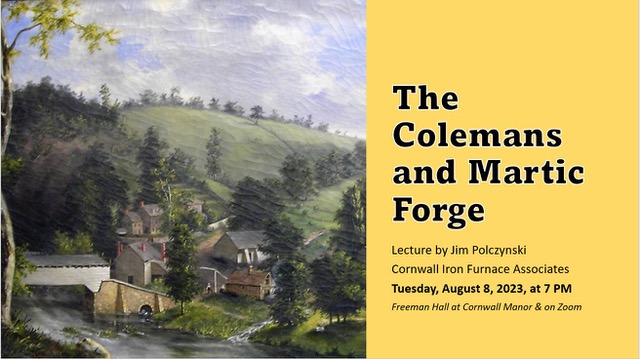 The
Colemans
and Martic
Forge
Lecture by Jim Polczynski
Cornwall Iron Furnace Associates
Tuesday, August 8, 2023, at 7 PM
Freeman Hall at Cornwall Manor & on Zoom